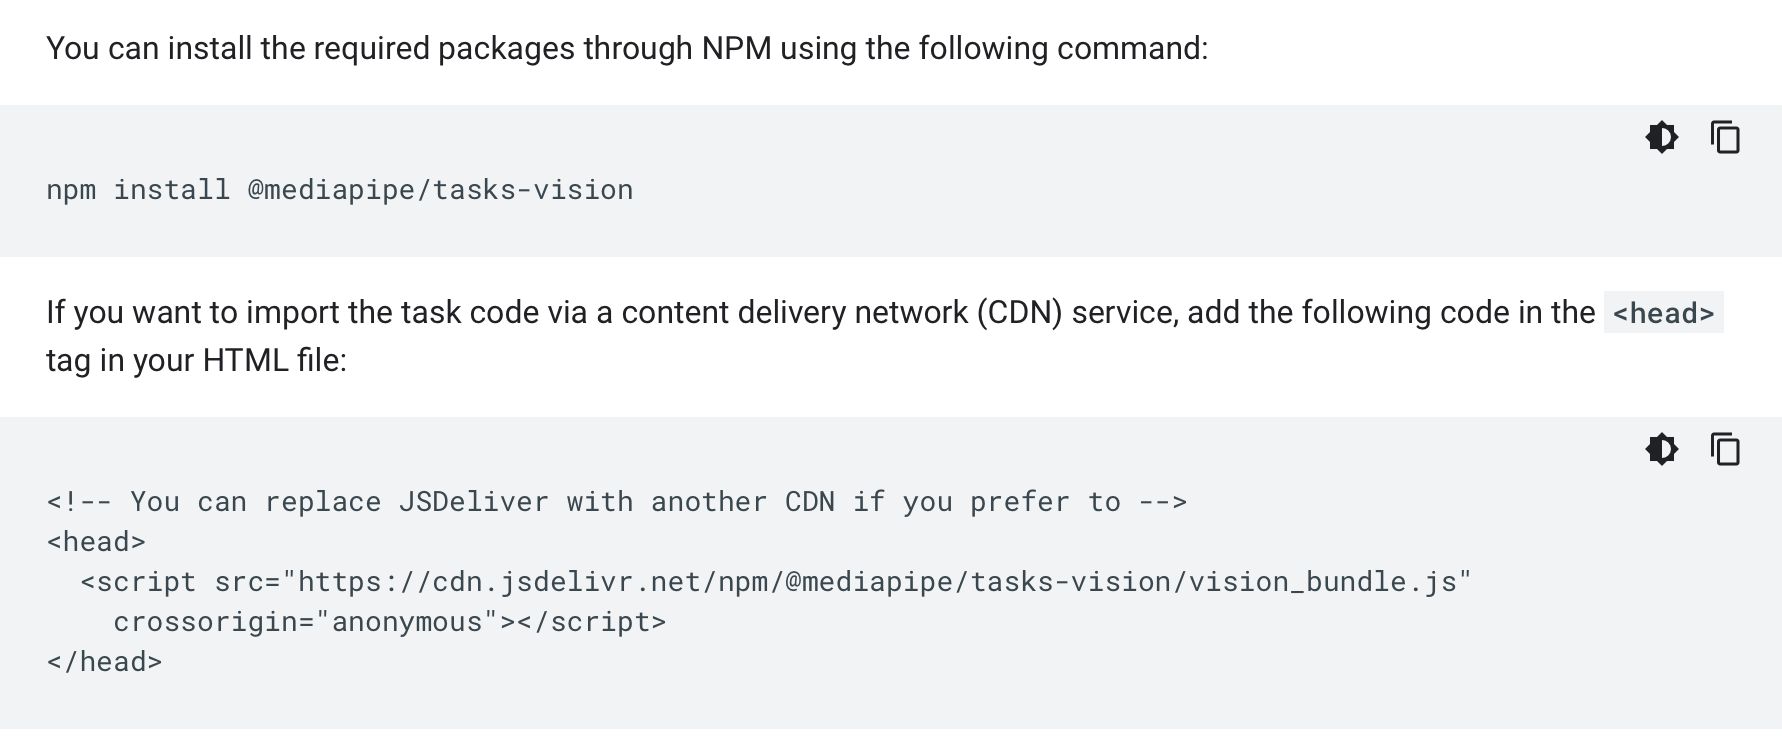 You can install the required packages through NPM using the following command:
npm install @mediapipe/tasks-vision
If you want to import the task code via a content delivery network (CDN) service, add the following code in the <head>
tag in your HTML file:
<!-- You can replace JSDeliver with another CDN if you prefer to -->
<head>
  <script src="https://cdn.jsdelivr.net/npm/@mediapipe/tasks-vision/vision_bundle.js"
    crossorigin="anonymous"></script>
</head>